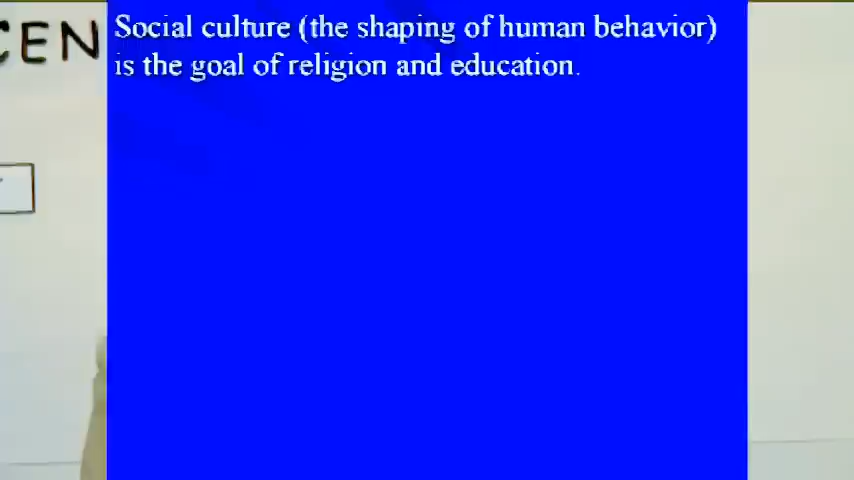 CEN
Social culture (the shaping of human behavior)
is the goal of religion and education.